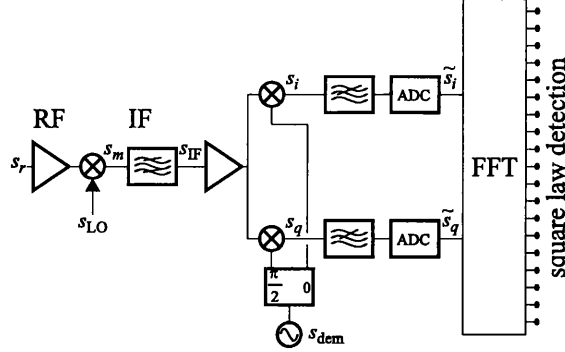 RF
IF
s_r
s_m
s_IF
s_LO
s_i
ADC
s̃_i
FFT
square law detection
s_q
ADC
s̃_q
π/2
0
s_dem